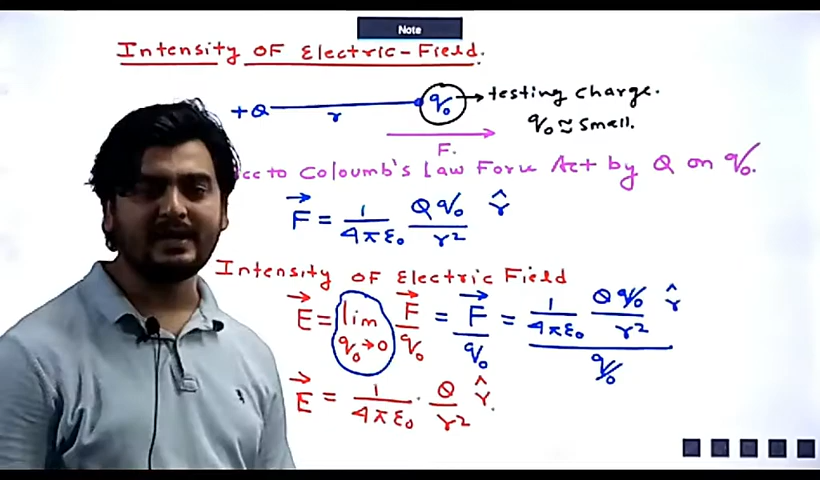 Note
Intensity OF Electric-Field.
+Q r q₀ → testing charge.
q₀ ≈ small.
F.
acc to Coloumb's Law Force Act by Q on q₀.
F⃗ = 1/4πε₀ Qq₀/r² r̂
Intensity OF Electric Field
E⃗ = lim q₀→0 F⃗/q₀ = F⃗/q₀ = 1/4πε₀ Qq₀/r² r̂ / q₀
E⃗ = 1/4πε₀ · Q/r² r̂.